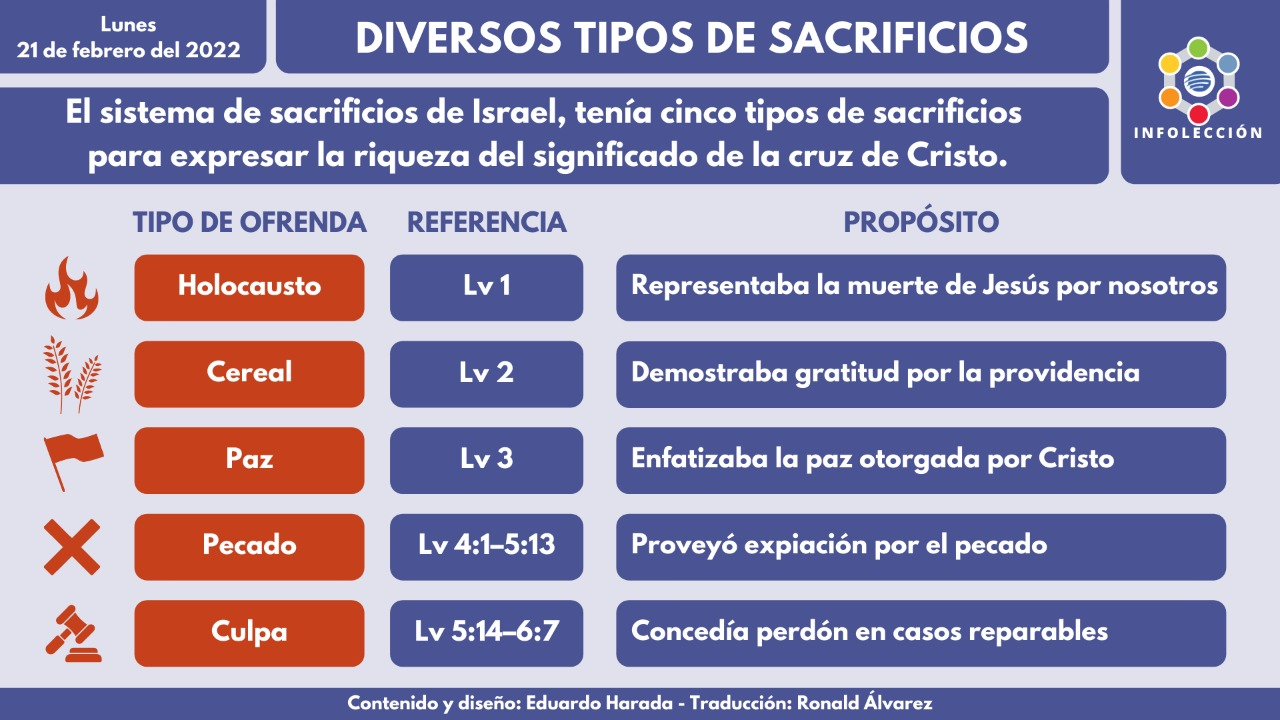 Lunes
21 de febrero del 2022
DIVERSOS TIPOS DE SACRIFICIOS
INFOLECCIÓN
El sistema de sacrificios de Israel, tenía cinco tipos de sacrificios
para expresar la riqueza del significado de la cruz de Cristo.
TIPO DE OFRENDA REFERENCIA PROPÓSITO
Holocausto Lv 1 Representaba la muerte de Jesús por nosotros
Cereal Lv 2 Demostraba gratitud por la providencia
Paz Lv 3 Enfatizaba la paz otorgada por Cristo
Pecado Lv 4:1–5:13 Proveyó expiación por el pecado
Culpa Lv 5:14–6:7 Concedía perdón en casos reparables
Contenido y diseño: Eduardo Harada - Traducción: Ronald Álvarez